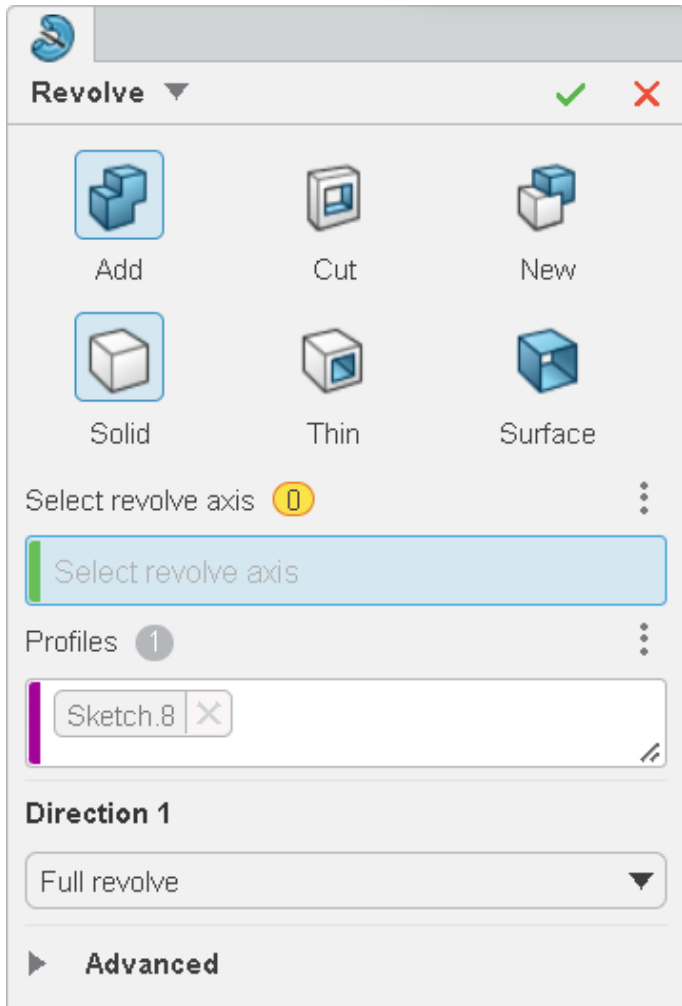 Revolve
Add Cut New
Solid Thin Surface
Select revolve axis 0
Select revolve axis
Profiles 1
Sketch.8
Direction 1
Full revolve
Advanced